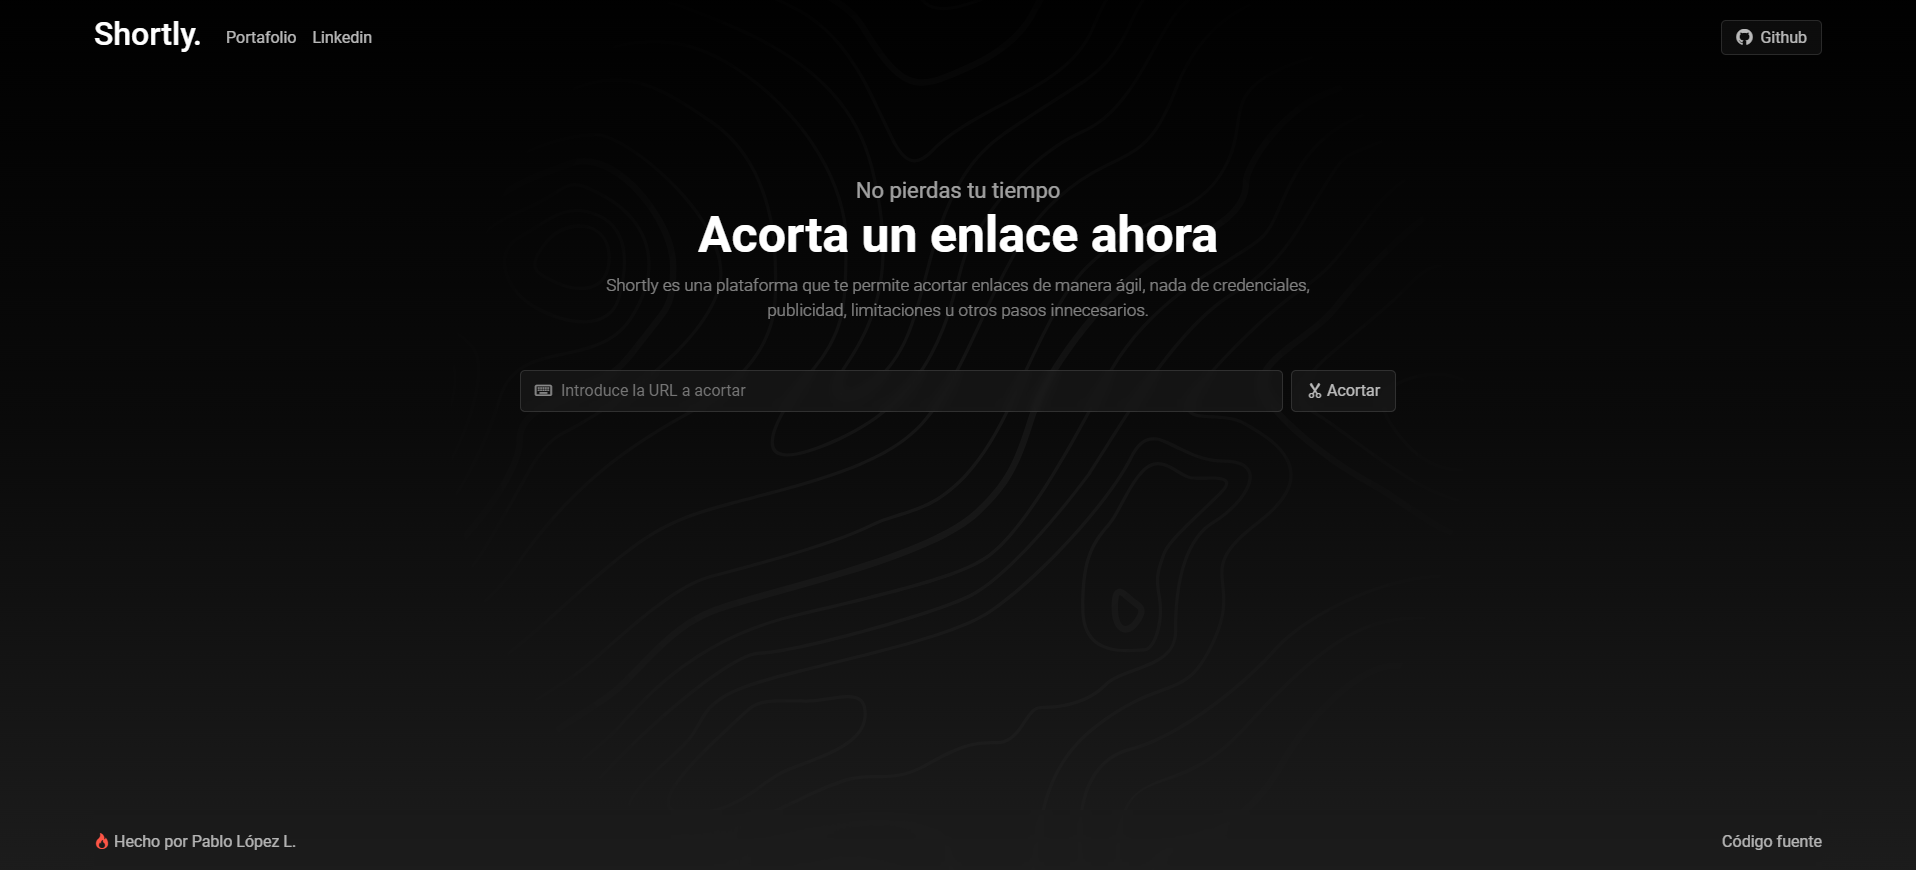 Shortly.
Portafolio
Linkedin
Github
No pierdas tu tiempo
Acorta un enlace ahora
Shortly es una plataforma que te permite acortar enlaces de manera ágil, nada de credenciales,
publicidad, limitaciones u otros pasos innecesarios.
Introduce la URL a acortar
Acortar
Hecho por Pablo López L.
Código fuente